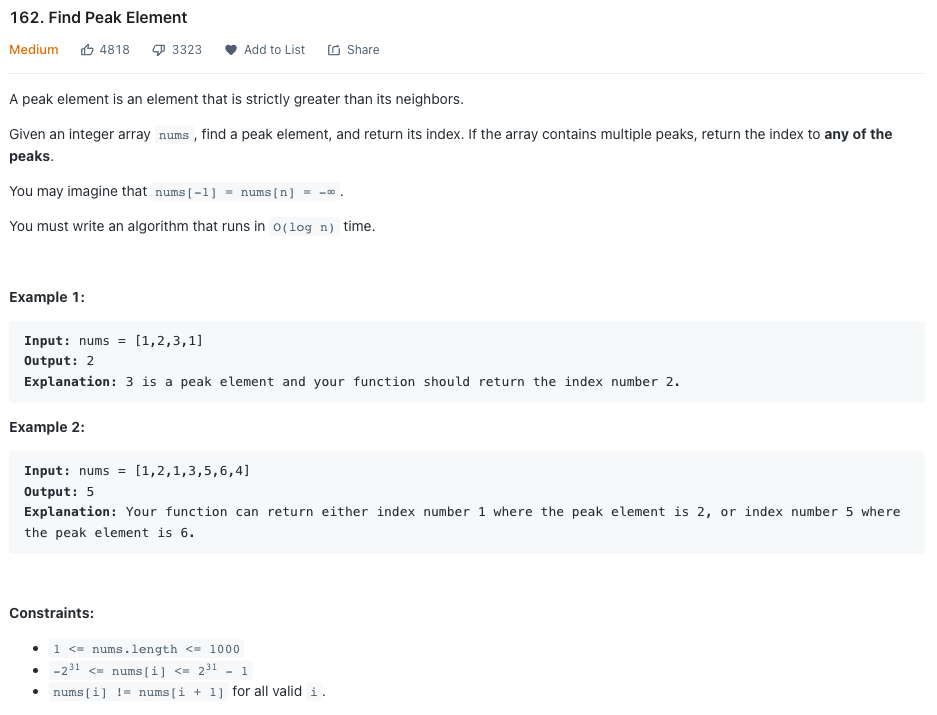 162. Find Peak Element
Medium 4818 3323 Add to List Share
A peak element is an element that is strictly greater than its neighbors.
Given an integer array nums , find a peak element, and return its index. If the array contains multiple peaks, return the index to any of the
peaks.
You may imagine that nums[-1] = nums[n] = -∞ .
You must write an algorithm that runs in O(log n) time.
Example 1:
Input: nums = [1,2,3,1]
Output: 2
Explanation: 3 is a peak element and your function should return the index number 2.
Example 2:
Input: nums = [1,2,1,3,5,6,4]
Output: 5
Explanation: Your function can return either index number 1 where the peak element is 2, or index number 5 where
the peak element is 6.
Constraints:
• 1 <= nums.length <= 1000
• -2³¹ <= nums[i] <= 2³¹ - 1
• nums[i] != nums[i + 1] for all valid i .